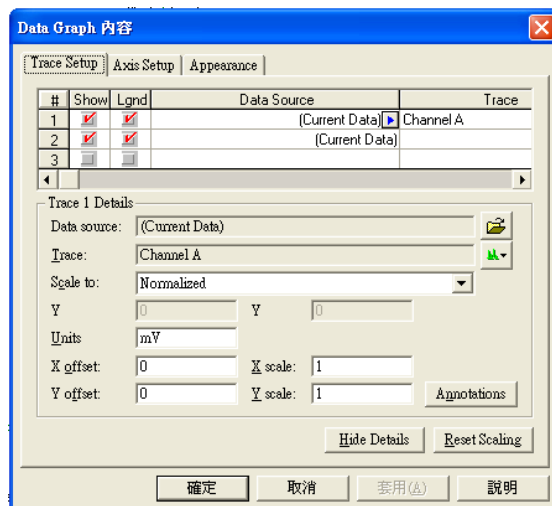 Data Graph 內容
Trace Setup Axis Setup Appearance
# Show Lgnd Data Source Trace
1 (Current Data) Channel A
2 (Current Data)
3
Trace 1 Details
Data source: (Current Data)
Trace: Channel A
Scale to: Normalized
Y 0 Y 0
Units mV
X offset: 0 X scale: 1
Y offset: 0 Y scale: 1 Annotations
Hide Details Reset Scaling
確定 取消 套用(A) 說明